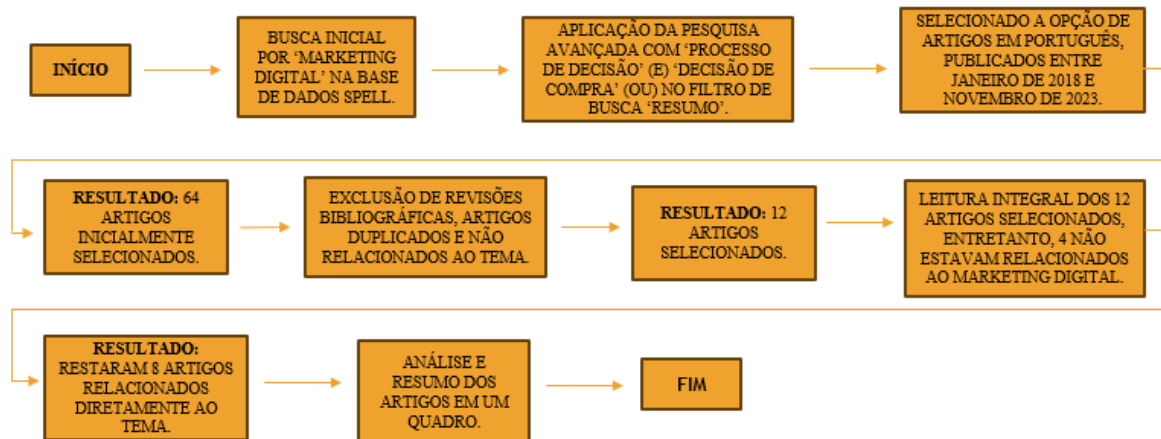 INÍCIO
BUSCA INICIAL
POR ‘MARKETING
DIGITAL’ NA BASE
DE DADOS SPELL.
APLICAÇÃO DA PESQUISA
AVANÇADA COM ‘PROCESSO
DE DECISÃO’ (E) ‘DECISÃO DE
COMPRA’ (OU) NO FILTRO DE
BUSCA ‘RESUMO’.
SELECIONADO A OPÇÃO DE
ARTIGOS EM PORTUGUÊS,
PUBLICADOS ENTRE
JANEIRO DE 2018 E
NOVEMBRO DE 2023.
RESULTADO: 64
ARTIGOS
INICIALMENTE
SELECIONADOS.
EXCLUSÃO DE REVISÕES
BIBLIOGRÁFICAS, ARTIGOS
DUPLICADOS E NÃO
RELACIONADOS AO TEMA.
RESULTADO: 12
ARTIGOS
SELECIONADOS.
LEITURA INTEGRAL DOS 12
ARTIGOS SELECIONADOS,
ENTRETANTO, 4 NÃO
ESTAVAM RELACIONADOS
AO MARKETING DIGITAL.
RESULTADO:
RESTARAM 8 ARTIGOS
RELACIONADOS
DIRETAMENTE AO
TEMA.
ANÁLISE E
RESUMO DOS
ARTIGOS EM UM
QUADRO.
FIM